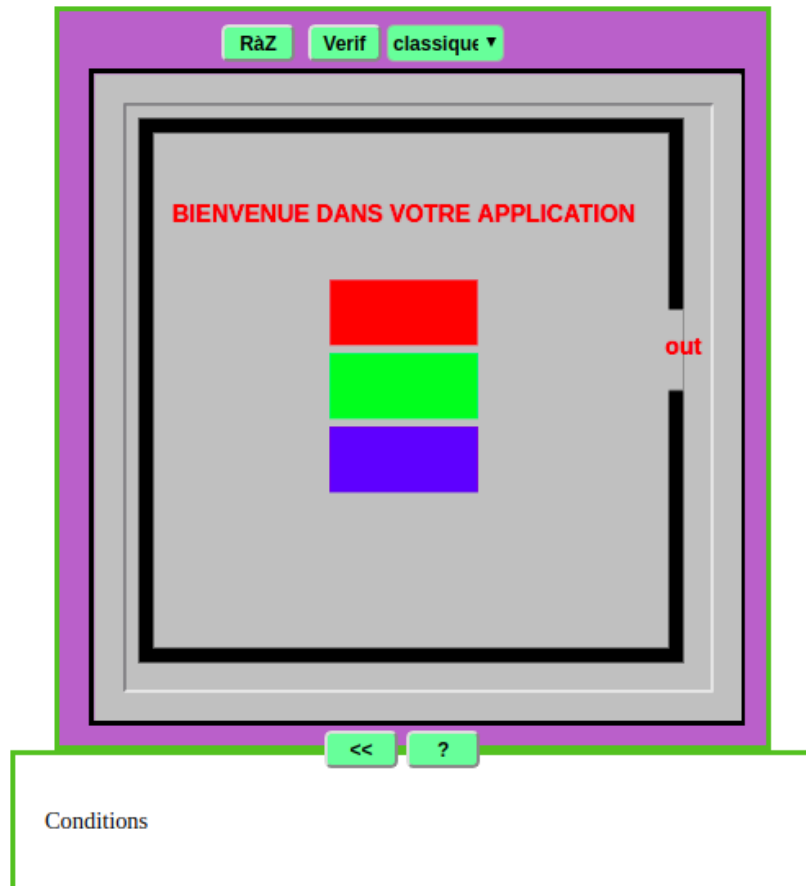 RàZ Verif classique
BIENVENUE DANS VOTRE APPLICATION
out
<< ?
Conditions